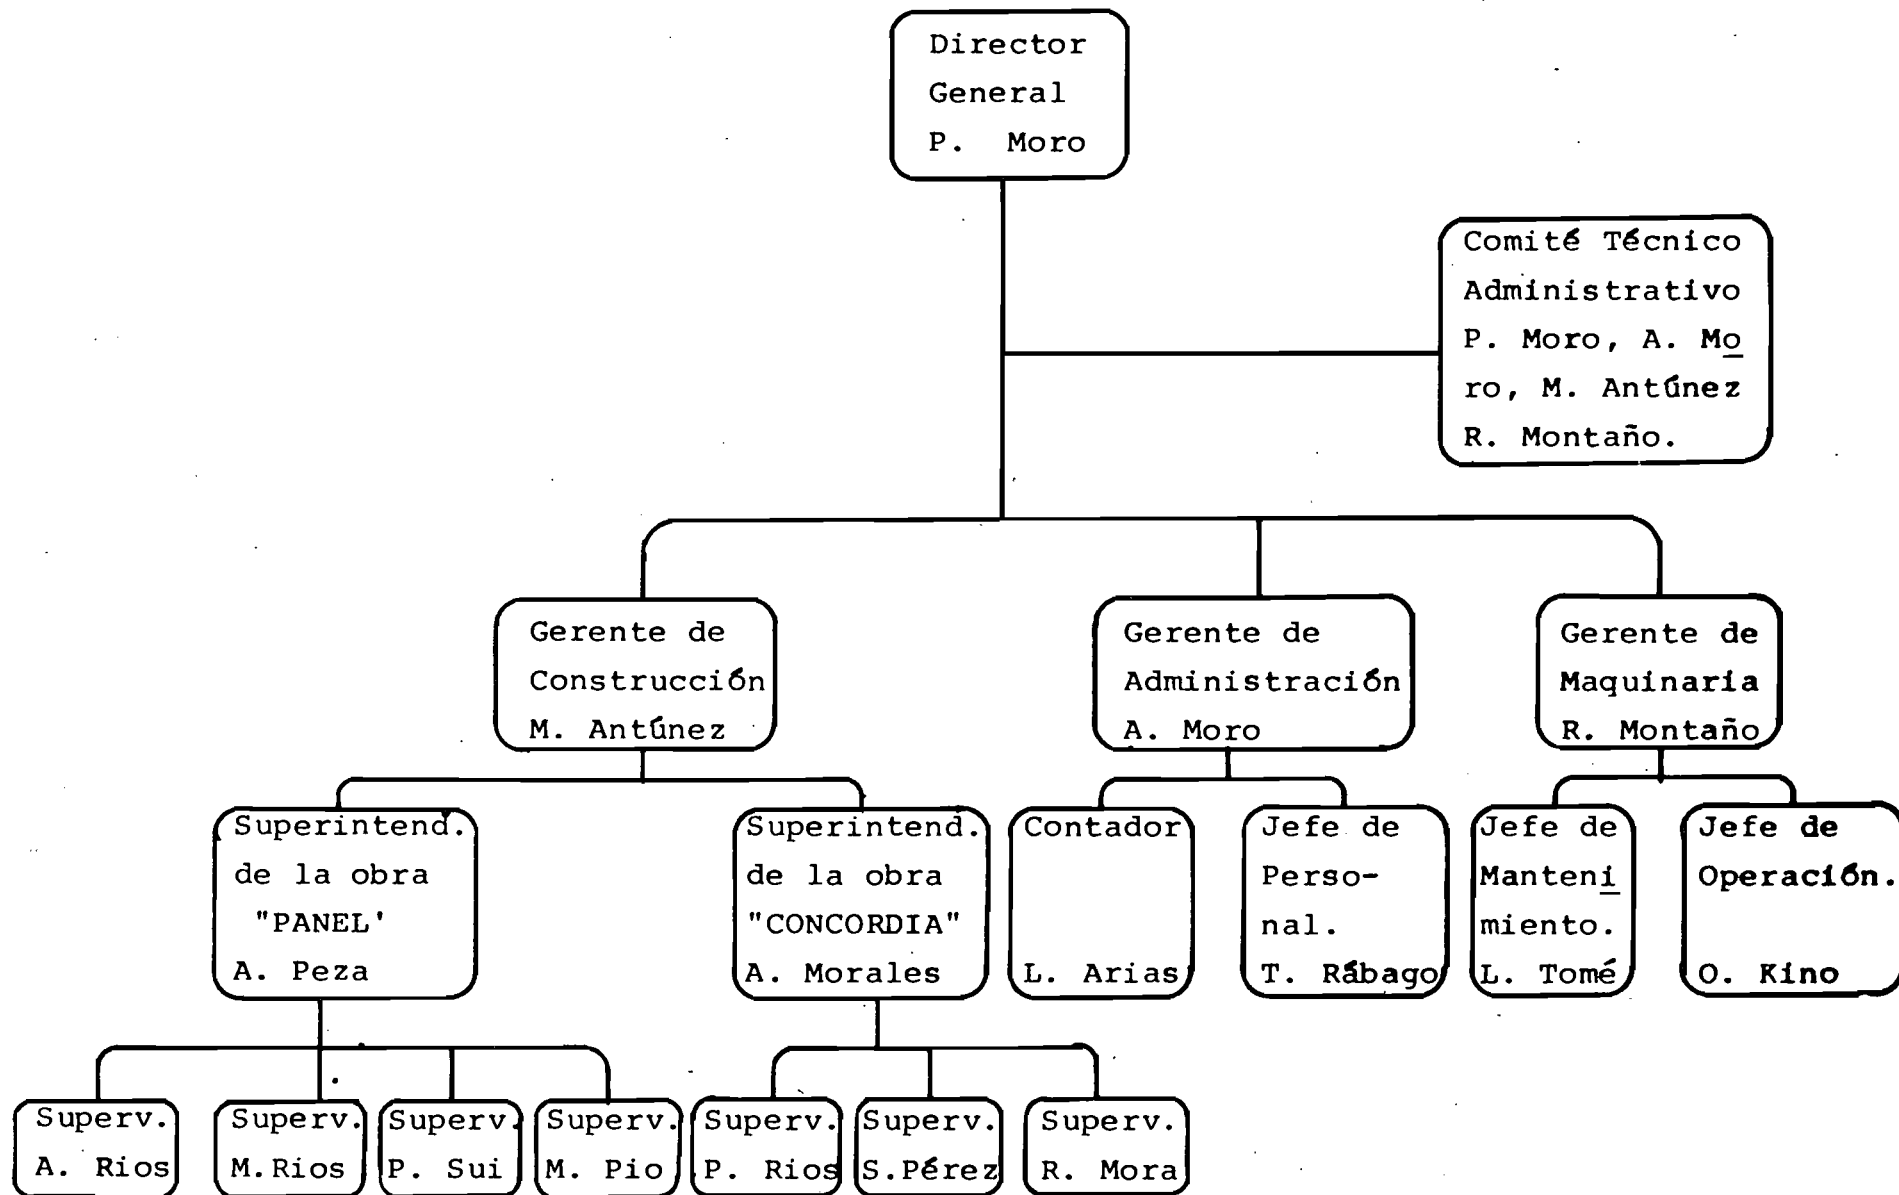 Director
General
P. Moro
Comité Técnico
Administrativo
P. Moro, A. Mo
ro, M. Antúnez
R. Montaño.
Gerente de
Construcción
M. Antúnez
Gerente de
Administración
A. Moro
Gerente de
Maquinaria
R. Montaño
Superintend.
de la obra
"PANEL'
A. Peza
Superintend.
de la obra
"CONCORDIA"
A. Morales
Contador
L. Arias
Jefe de
Perso-
nal.
T. Rábago
Jefe de
Manteni
miento.
L. Tomé
Jefe de
Operación.
O. Kino
Superv.
A. Rios
Superv.
M.Rios
Superv.
P. Sui
Superv.
M. Pio
Superv.
P. Rios
Superv.
S.Pérez
Superv.
R. Mora